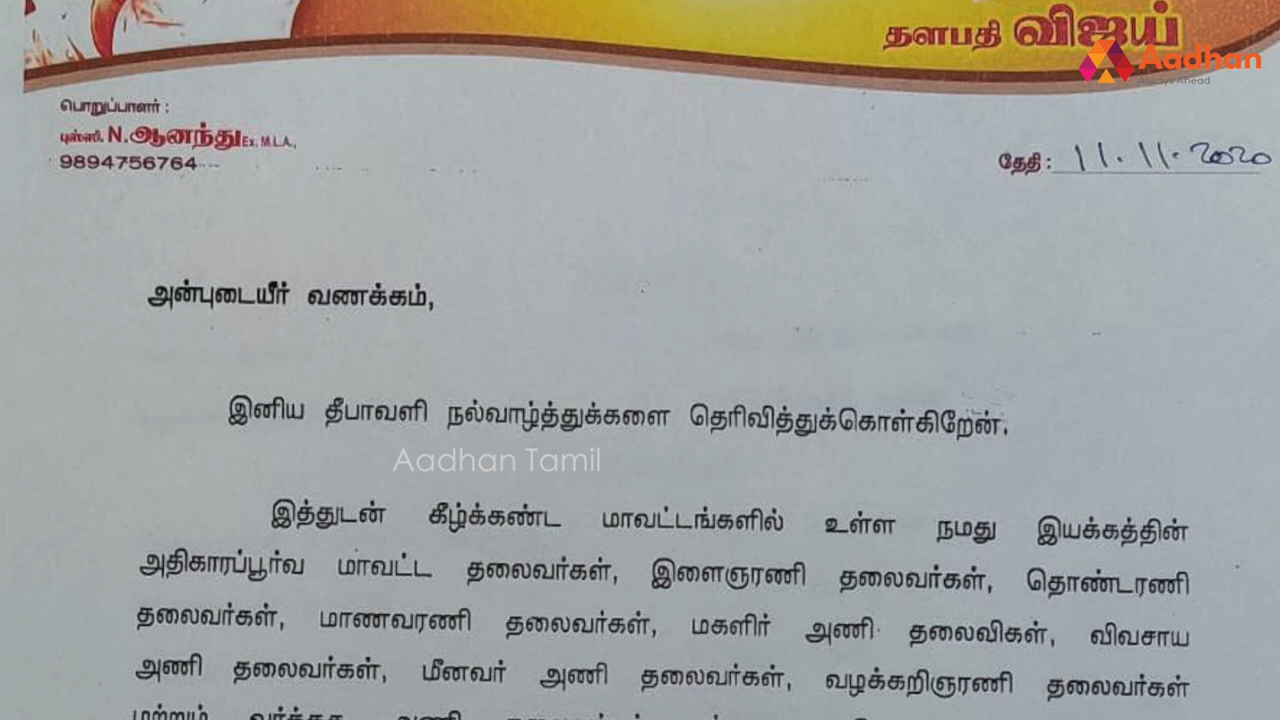 தளபதி விஜய்
Aadhan
Always Ahead
பொறுப்பாளர் :
புஸ்ஸி. N.ஆனந்து Ex. M.L.A.,
9894756764
தேதி : 11.11.2020
அன்புடையீர் வணக்கம்,
இனிய தீபாவளி நல்வாழ்த்துக்களை தெரிவித்துக்கொள்கிறேன்.
Aadhan Tamil
இத்துடன் கீழ்க்கண்ட மாவட்டங்களில் உள்ள நமது இயக்கத்தின்
அதிகாரப்பூர்வ மாவட்ட தலைவர்கள், இளைஞரணி தலைவர்கள், தொண்டரணி
தலைவர்கள், மாணவரணி தலைவர்கள், மகளிர் அணி தலைவிகள், விவசாய
அணி தலைவர்கள், மீனவர் அணி தலைவர்கள், வழக்கறிஞரணி தலைவர்கள்
மற்றும்